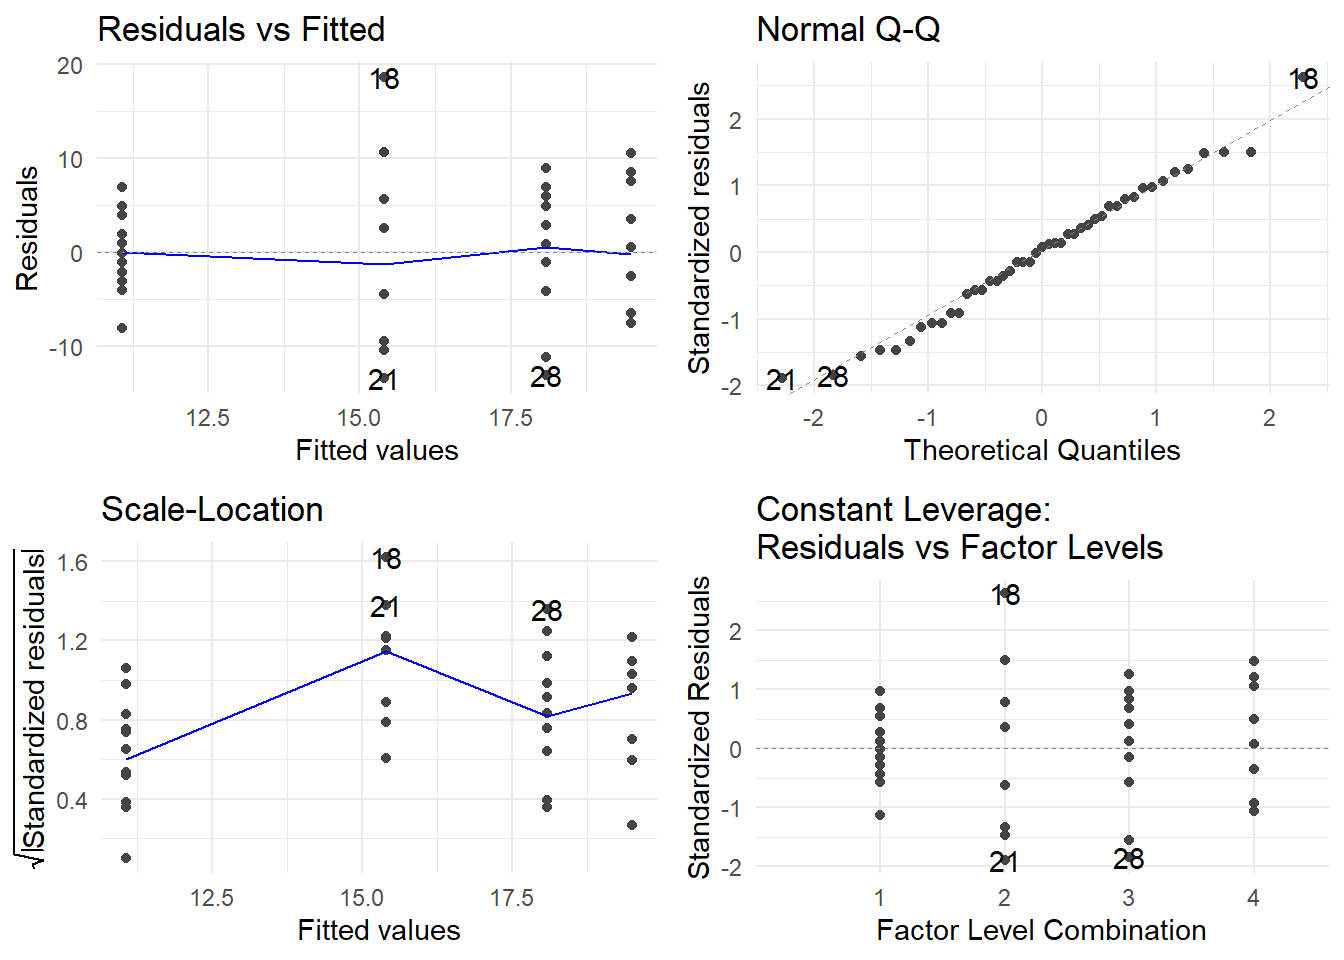 Residuals vs Fitted
20
10
0
-10
Residuals
18
21
28
12.5 15.0 17.5
Fitted values
Normal Q-Q
2
1
0
-1
-2
Standardized residuals
18
21 28
-2 -1 0 1 2
Theoretical Quantiles
Scale-Location
1.6
1.2
0.8
0.4
√|Standardized residuals|
18
21 28
12.5 15.0 17.5
Fitted values
Constant Leverage:
Residuals vs Factor Levels
2
1
0
-1
-2
Standardized Residuals
18
21 28
1 2 3 4
Factor Level Combination